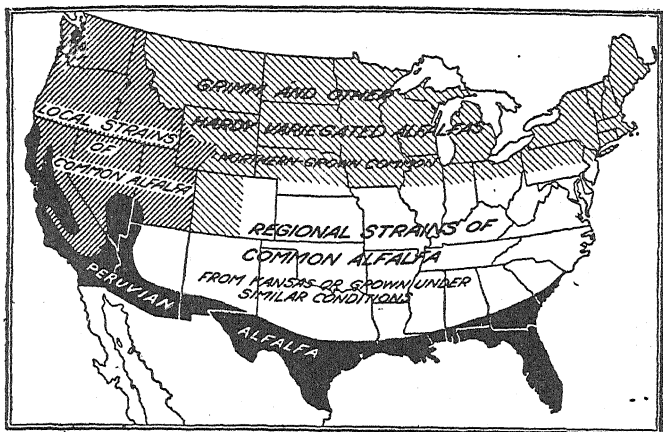 GRIMM AND OTHER
HARDY VARIEGATED ALFALFAS
NORTHERN-GROWN COMMON
LOCAL STRAINS
OF
COMMON ALFALFA
REGIONAL STRAINS OF
COMMON ALFALFA
FROM KANSAS OR GROWN UNDER
SIMILAR CONDITIONS
PERUVIAN
ALFALFA